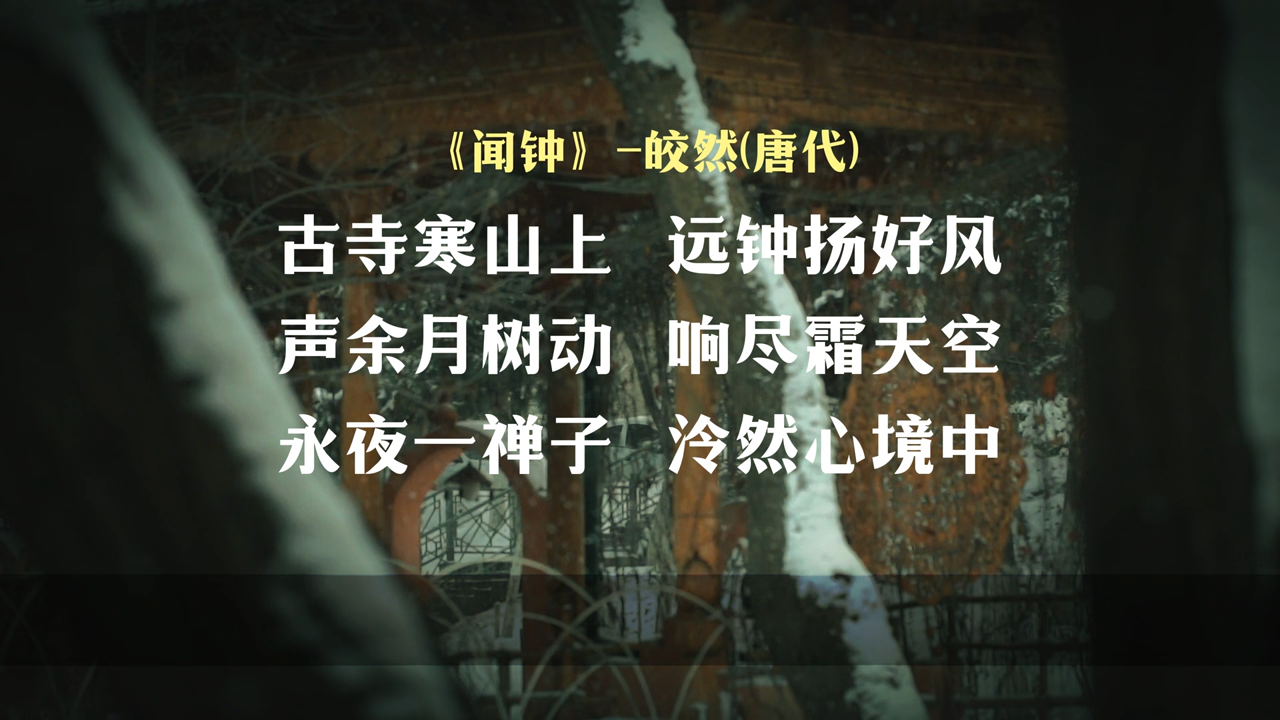 《闻钟》-皎然(唐代)
古寺寒山上 远钟扬好风
声余月树动 响尽霜天空
永夜一禅子 泠然心境中